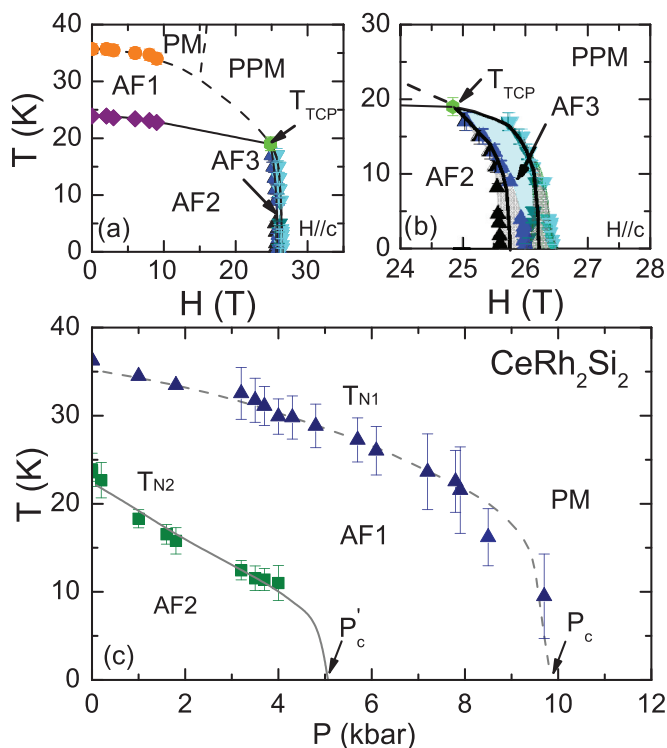 40
30
20
10
0
T (K)
PM
PPM
AF1
T_TCP
AF3
AF2
(a)
H//c
0 10 20 30
H (T)
30
20
10
0
PPM
T_TCP
AF3
AF2
(b)
H//c
24 25 26 27 28
H (T)
40
30
20
10
0
T (K)
CeRh2Si2
T_N1
T_N2
PM
AF1
AF2
P'_c
P_c
(c)
0 2 4 6 8 10 12
P (kbar)